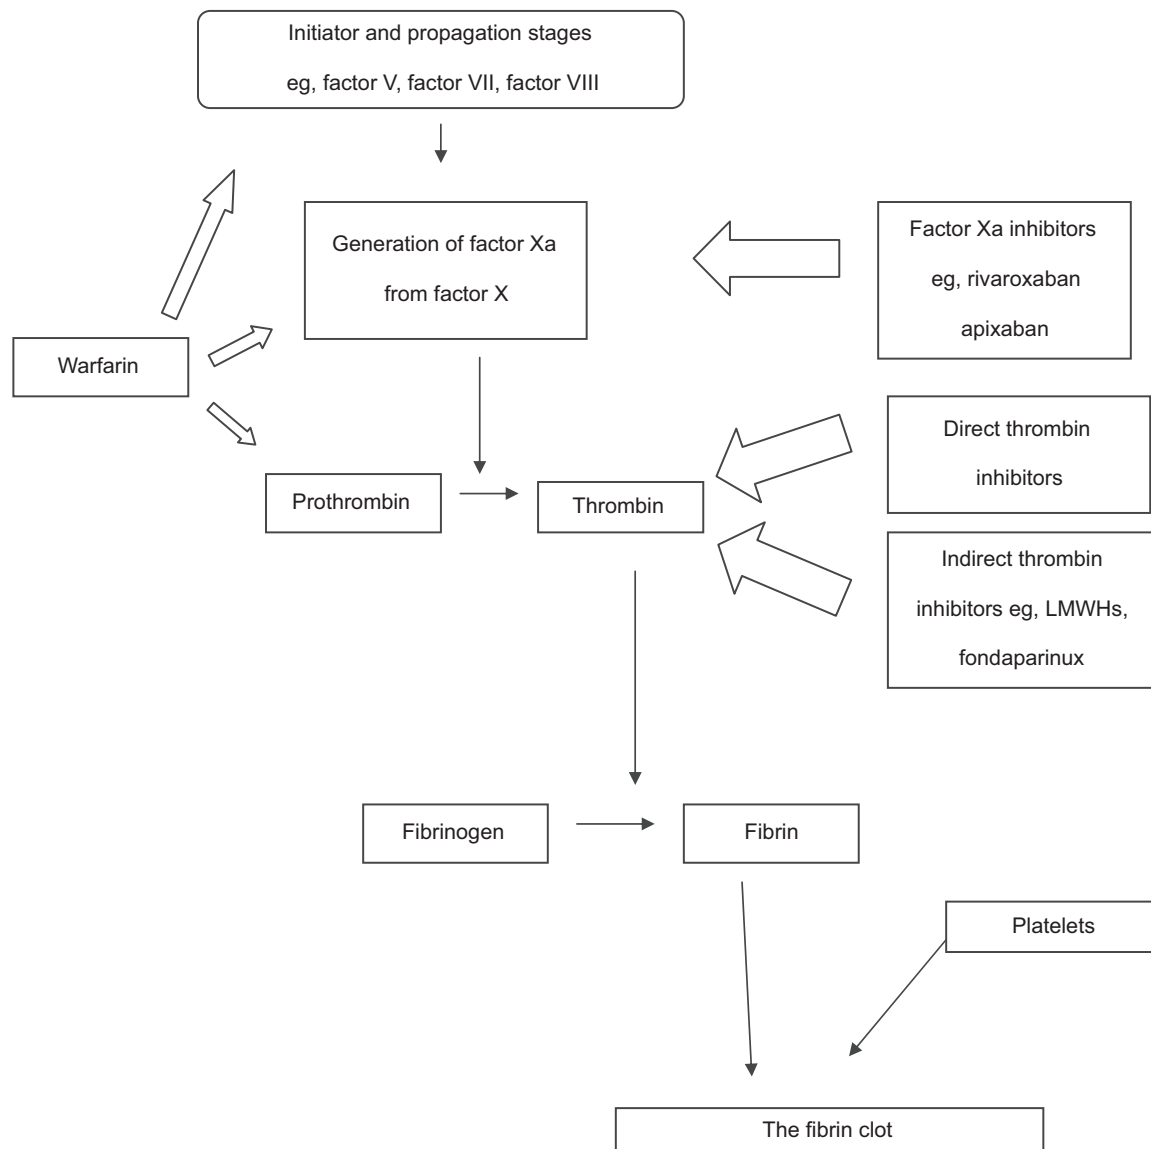 Initiator and propagation stages
eg, factor V, factor VII, factor VIII
Generation of factor Xa
from factor X
Factor Xa inhibitors
eg, rivaroxaban
apixaban
Warfarin
Direct thrombin
inhibitors
Prothrombin
Thrombin
Indirect thrombin
inhibitors eg, LMWHs,
fondaparinux
Fibrinogen
Fibrin
Platelets
The fibrin clot